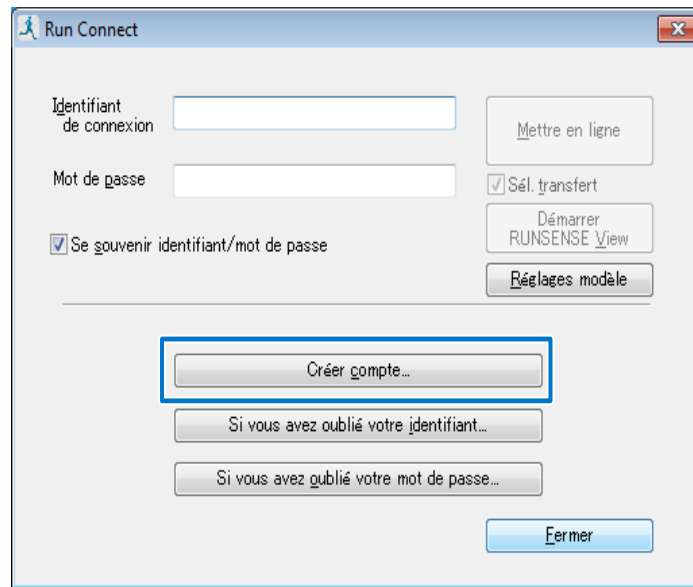 Run Connect
Identifiant
de connexion
Mettre en ligne
Mot de passe
Sél. transfert
Démarrer
RUNSENSE View
Se souvenir identifiant/mot de passe
Réglages modèle
Créer compte...
Si vous avez oublié votre identifiant...
Si vous avez oublié votre mot de passe...
Fermer